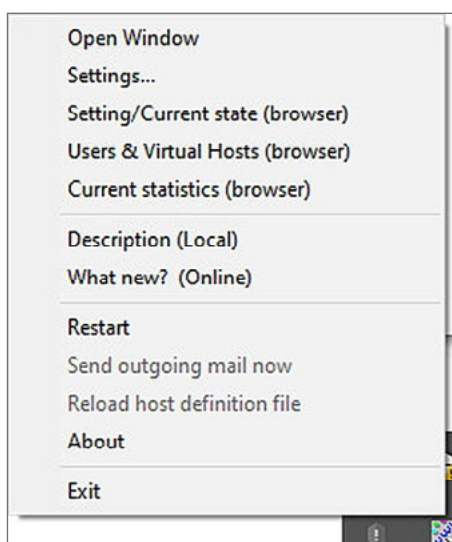 Open Window
Settings...
Setting/Current state (browser)
Users & Virtual Hosts (browser)
Current statistics (browser)
Description (Local)
What new? (Online)
Restart
Send outgoing mail now
Reload host definition file
About
Exit